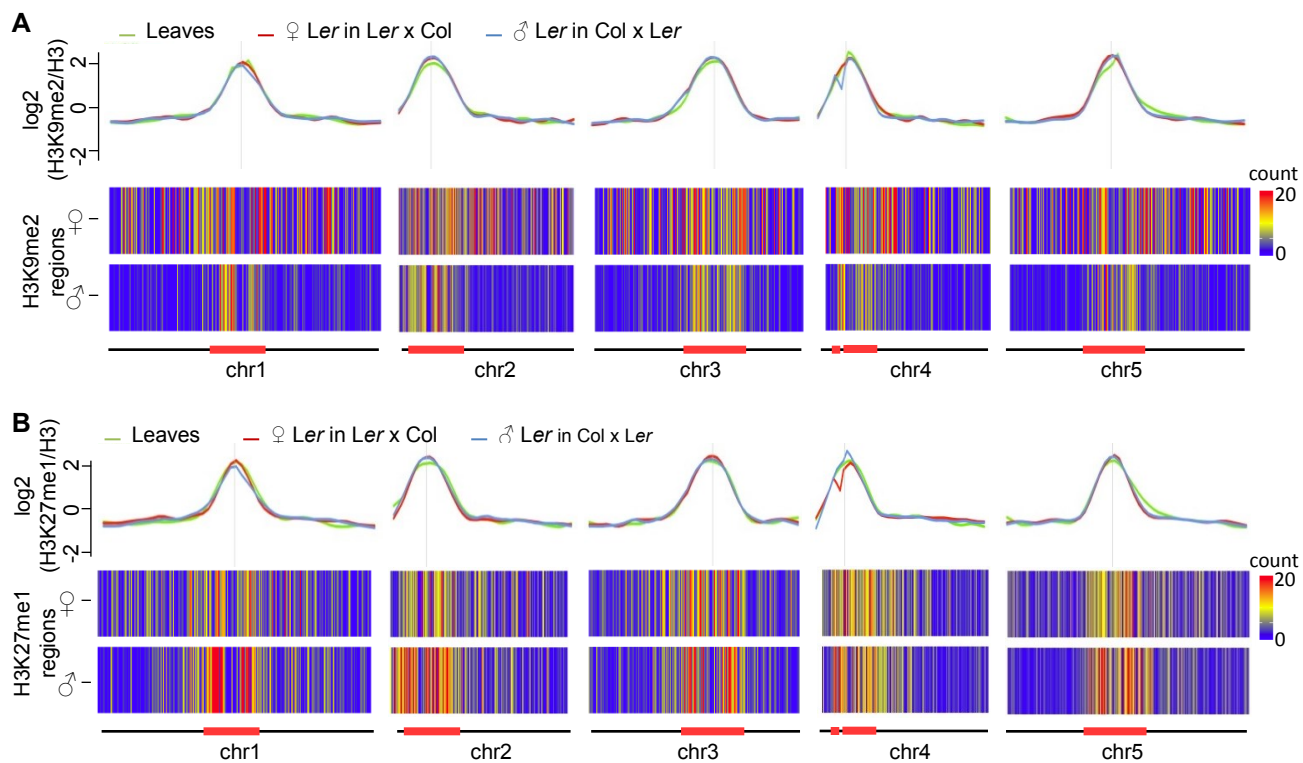 A
Leaves ♀ Ler in Ler x Col ♂ Ler in Col x Ler
log2
(H3K9me2/H3)
2
0
-2
H3K9me2
regions
♀
♂
count
20
0
chr1 chr2 chr3 chr4 chr5
B
Leaves ♀ Ler in Ler x Col ♂ Ler in Col x Ler
log2
(H3K27me1/H3)
2
0
-2
H3K27me1
regions
♀
♂
count
20
0
chr1 chr2 chr3 chr4 chr5